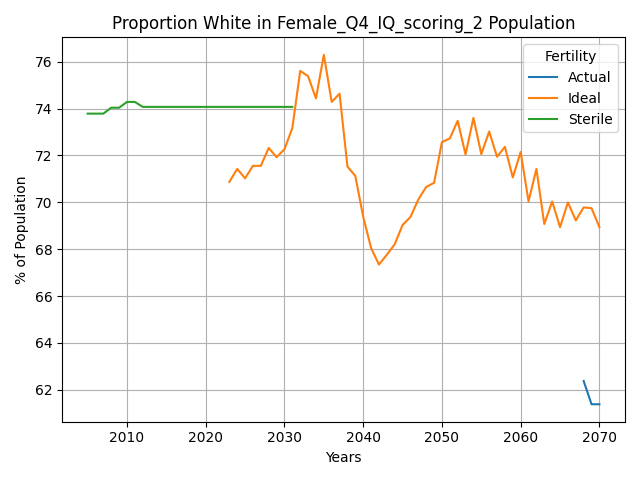 Proportion White in Female_Q4_IQ_scoring_2 Population
Fertility
Actual
Ideal
Sterile
% of Population
76
74
72
70
68
66
64
62
2010 2020 2030 2040 2050 2060 2070
Years